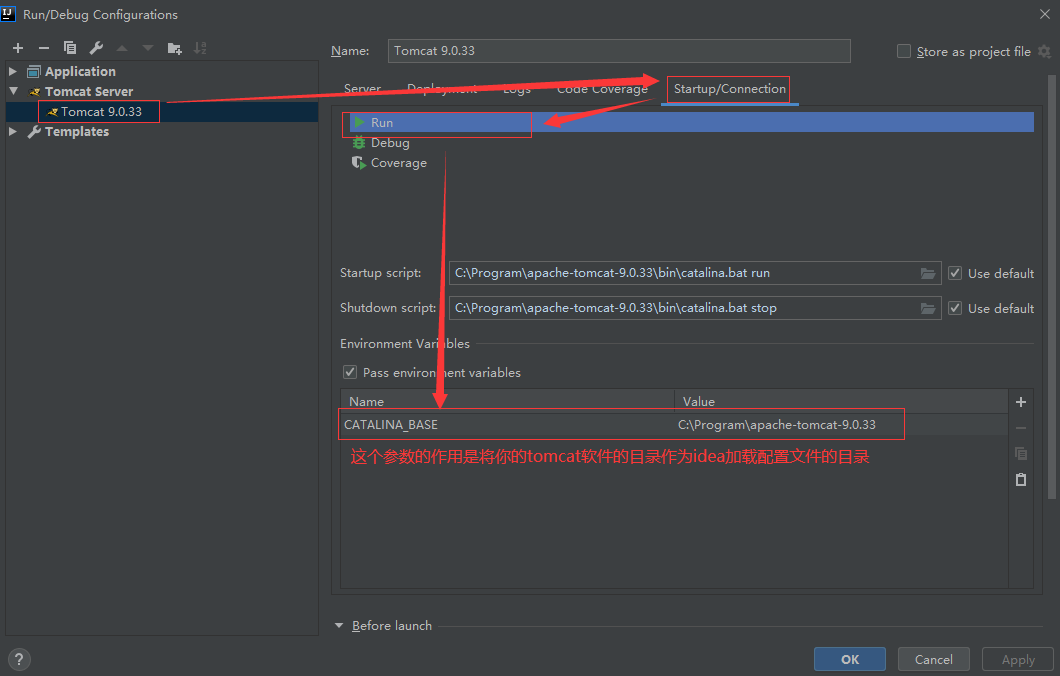 Run/Debug Configurations
Name: Tomcat 9.0.33 Store as project file
Application
Tomcat Server
Tomcat 9.0.33
Templates
Server Deployment Logs Code Coverage Startup/Connection
Run
Debug
Coverage
Startup script: C:\Program\apache-tomcat-9.0.33\bin\catalina.bat run Use default
Shutdown script: C:\Program\apache-tomcat-9.0.33\bin\catalina.bat stop Use default
Environment Variables
Pass environment variables
Name Value
CATALINA_BASE C:\Program\apache-tomcat-9.0.33
这个参数的作用是将你的tomcat软件的目录作为idea加载配置文件的目录
Before launch
? OK Cancel Apply